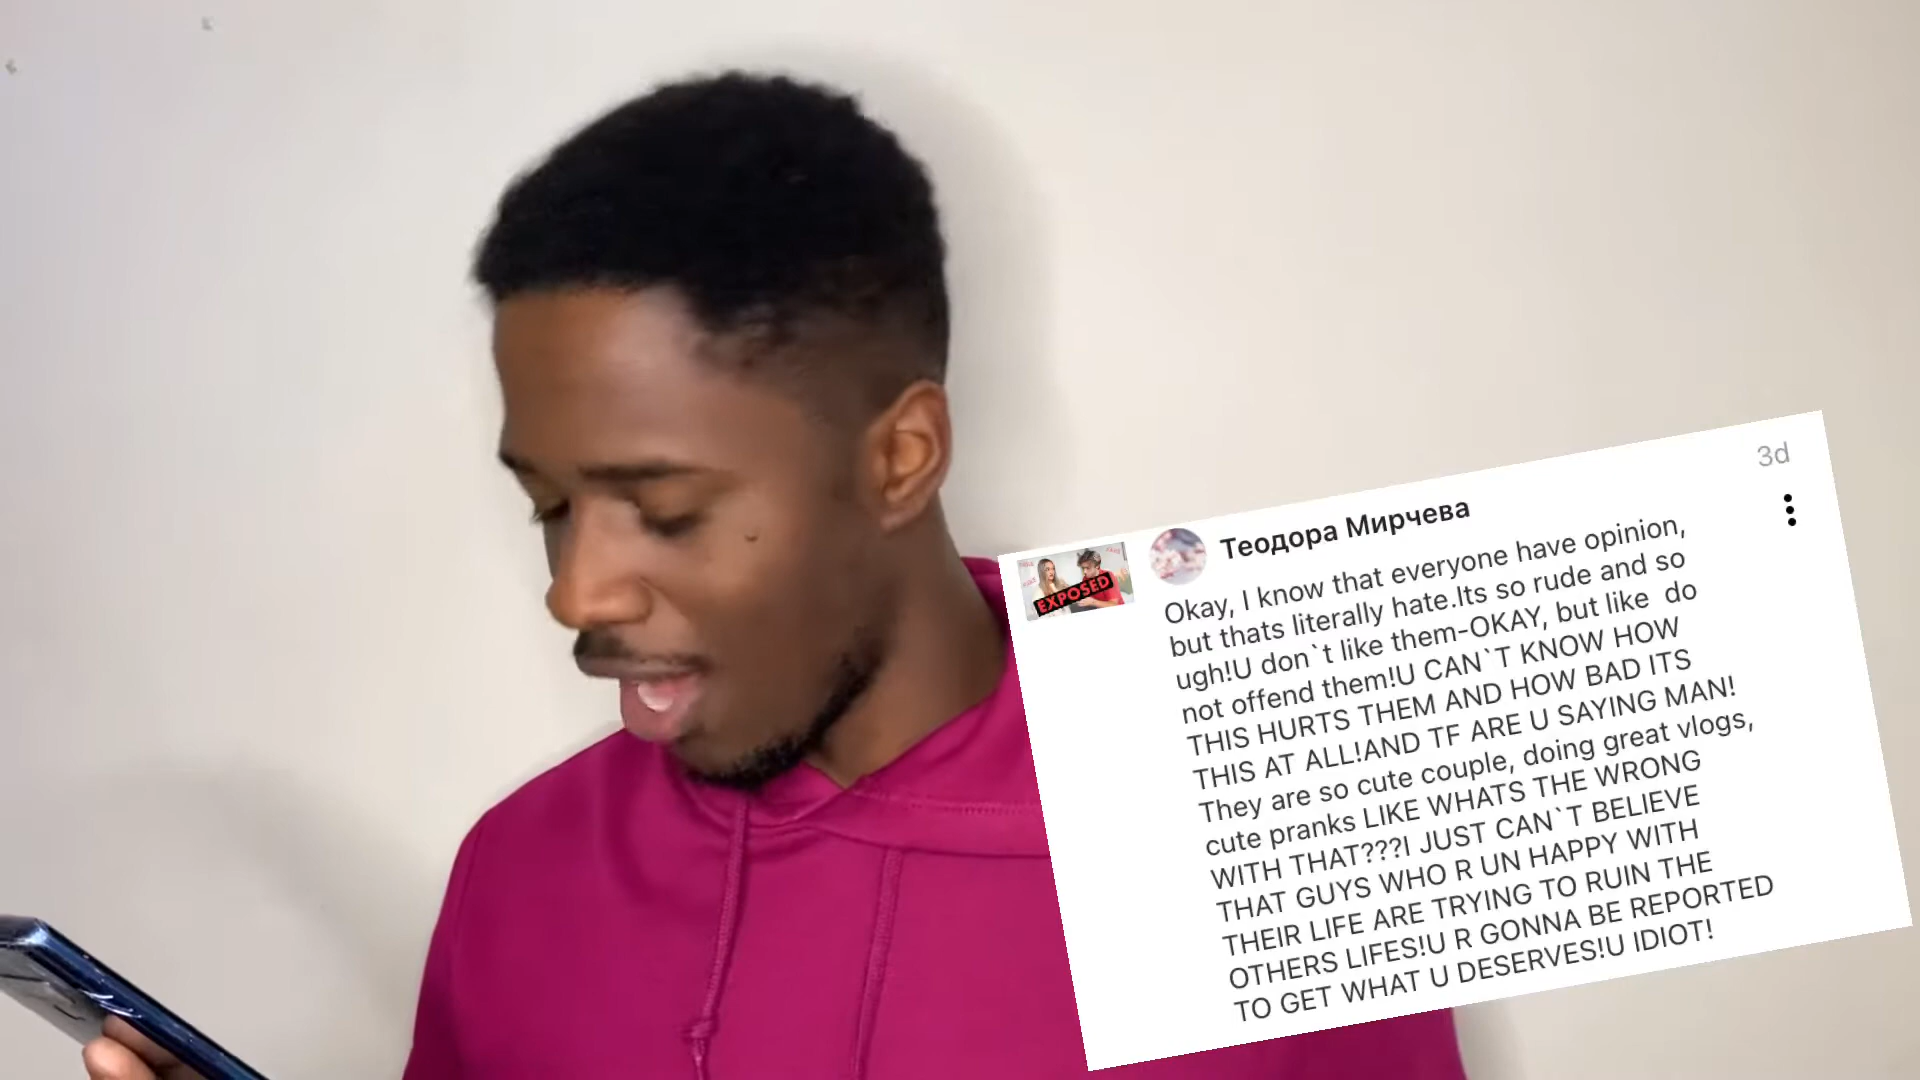 3d
Теодора Мирчева
EXPOSED
Okay, I know that everyone have opinion,
but thats literally hate.Its so rude and so
ugh!U don`t like them-OKAY, but like  do
not offend them!U CAN`T KNOW HOW
THIS HURTS THEM AND HOW BAD ITS
THIS AT ALL!AND TF ARE U SAYING MAN!
They are so cute couple, doing great vlogs,
cute pranks LIKE WHATS THE WRONG
WITH THAT???I JUST CAN`T BELIEVE
THAT GUYS WHO R UN HAPPY WITH
THEIR LIFE ARE TRYING TO RUIN THE
OTHERS LIFES!U R GONNA BE REPORTED
TO GET WHAT U DESERVES!U IDIOT!